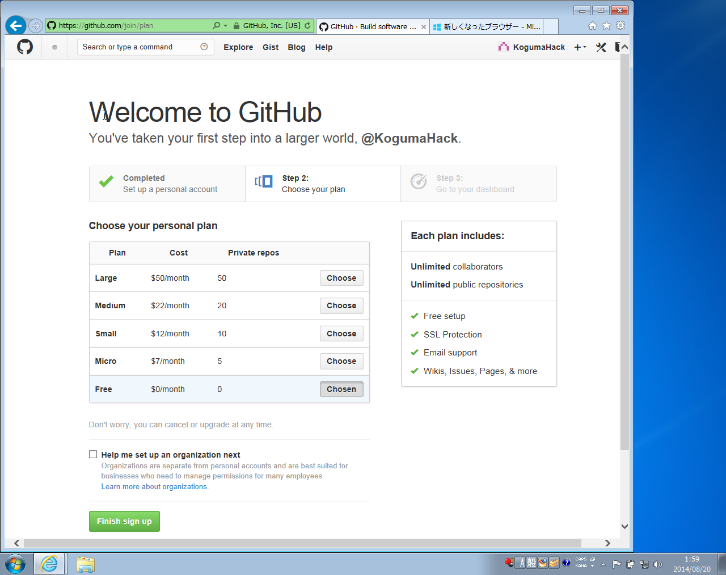 https://github.com/join/plan
GitHub, Inc. [US]
GitHub · Build software ...
新しくなったブラウザー - MI...
Search or type a command
Explore Gist Blog Help
KogumaHack
Welcome to GitHub
You've taken your first step into a larger world, @KogumaHack.
Completed
Set up a personal account
Step 2:
Choose your plan
Step 3:
Go to your dashboard
Choose your personal plan
Plan Cost Private repos
Large $50/month 50 Choose
Medium $22/month 20 Choose
Small $12/month 10 Choose
Micro $7/month 5 Choose
Free $0/month 0 Chosen
Don't worry, you can cancel or upgrade at any time.
Help me set up an organization next
Organizations are separate from personal accounts and are best suited for
businesses who need to manage permissions for many employees.
Learn more about organizations.
Finish sign up
Each plan includes:
Unlimited collaborators
Unlimited public repositories
Free setup
SSL Protection
Email support
Wikis, Issues, Pages, & more
A 般
CAPS
KANA
1:59
2014/08/20